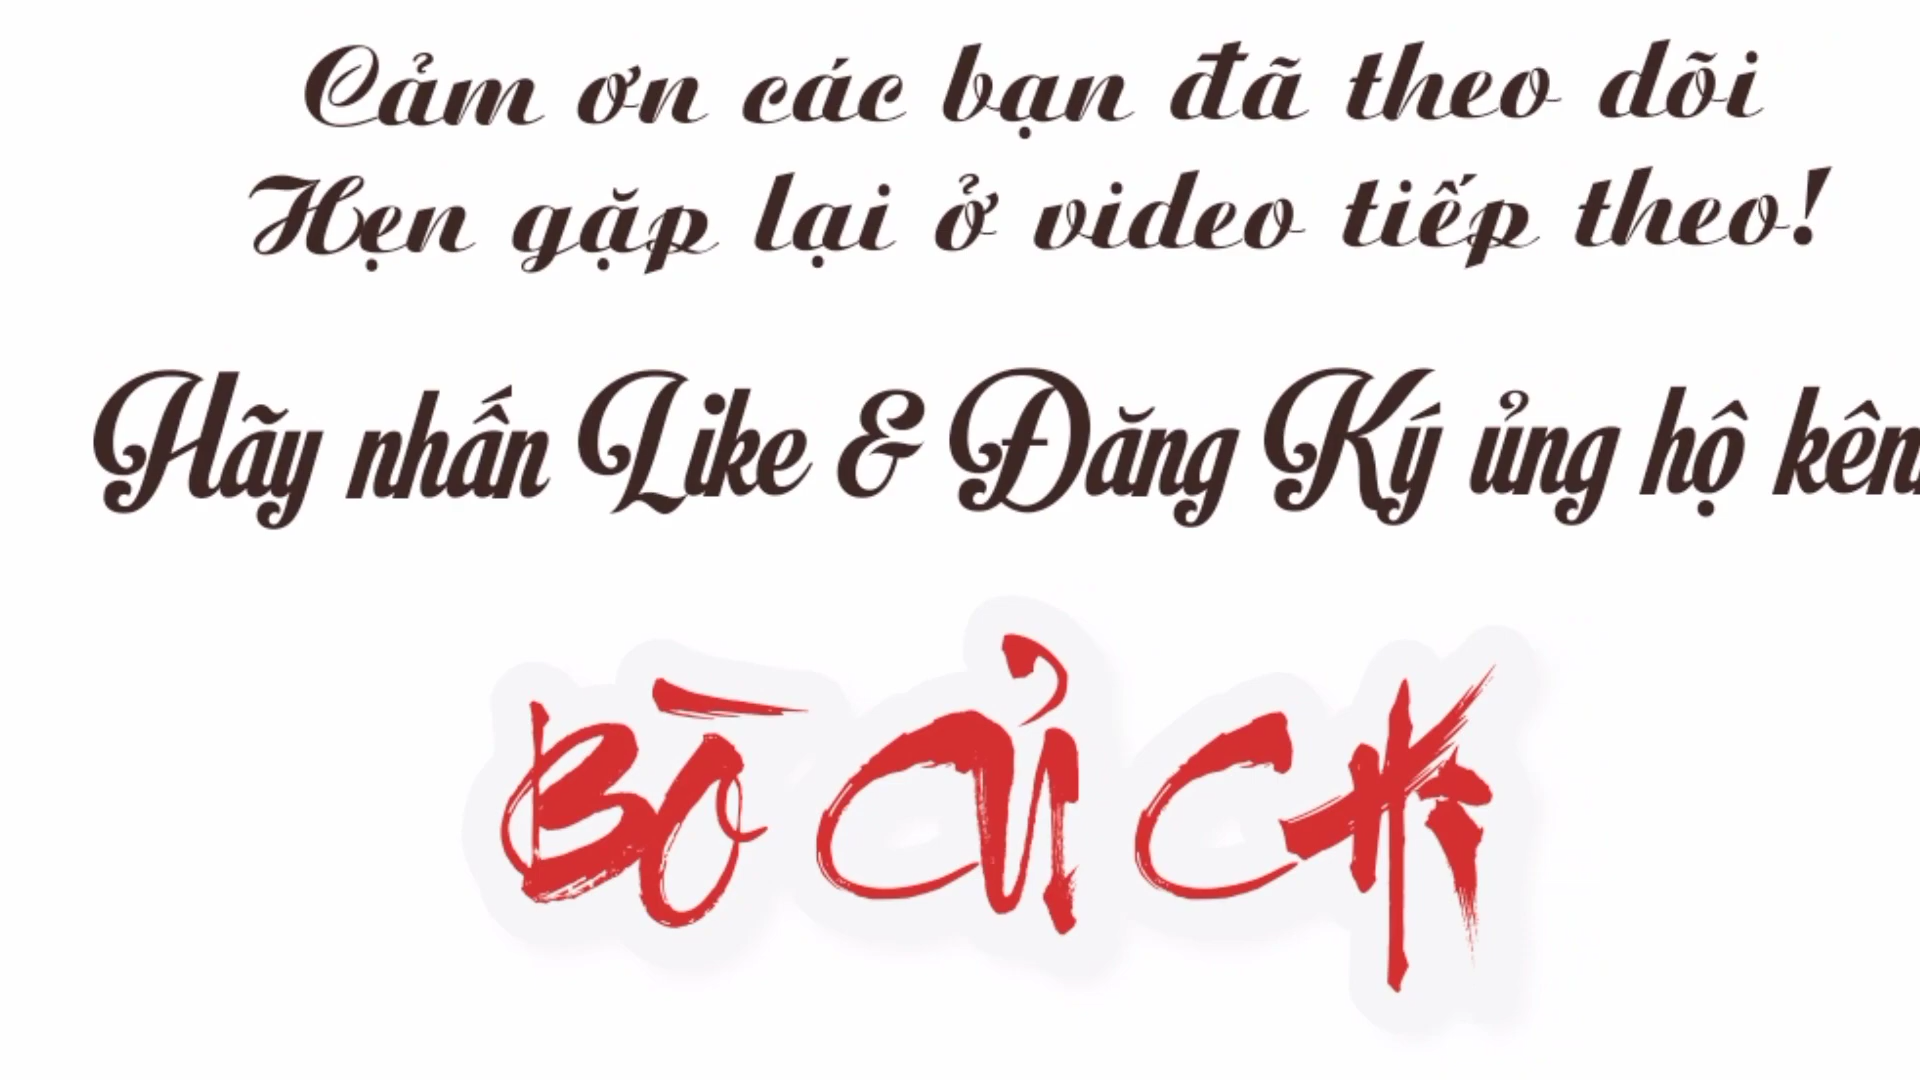 Cảm ơn các bạn đã theo dõi
Hẹn gặp lại ở video tiếp theo!
Hãy nhấn Like & Đăng Ký ủng hộ kênh
BÒ CỦ CHI